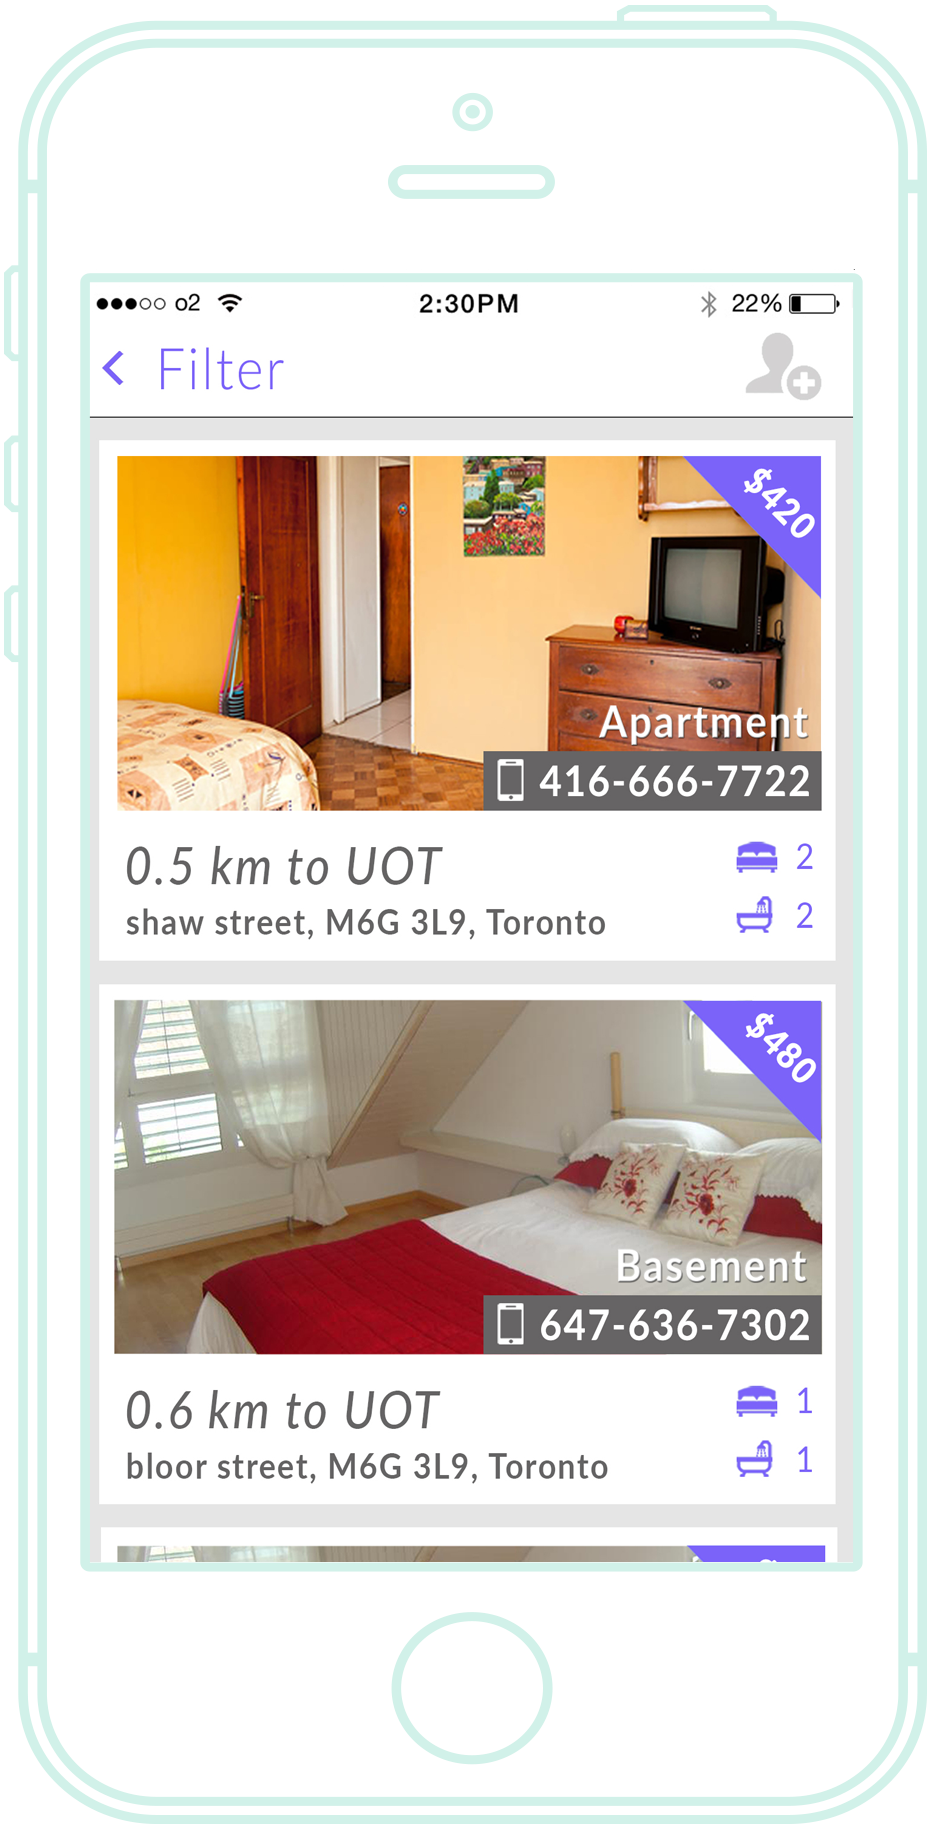 o2 2:30PM 22%
Filter
$420
Apartment
416-666-7722
0.5 km to UOT
2
shaw street, M6G 3L9, Toronto
2
$480
Basement
647-636-7302
0.6 km to UOT
1
bloor street, M6G 3L9, Toronto
1